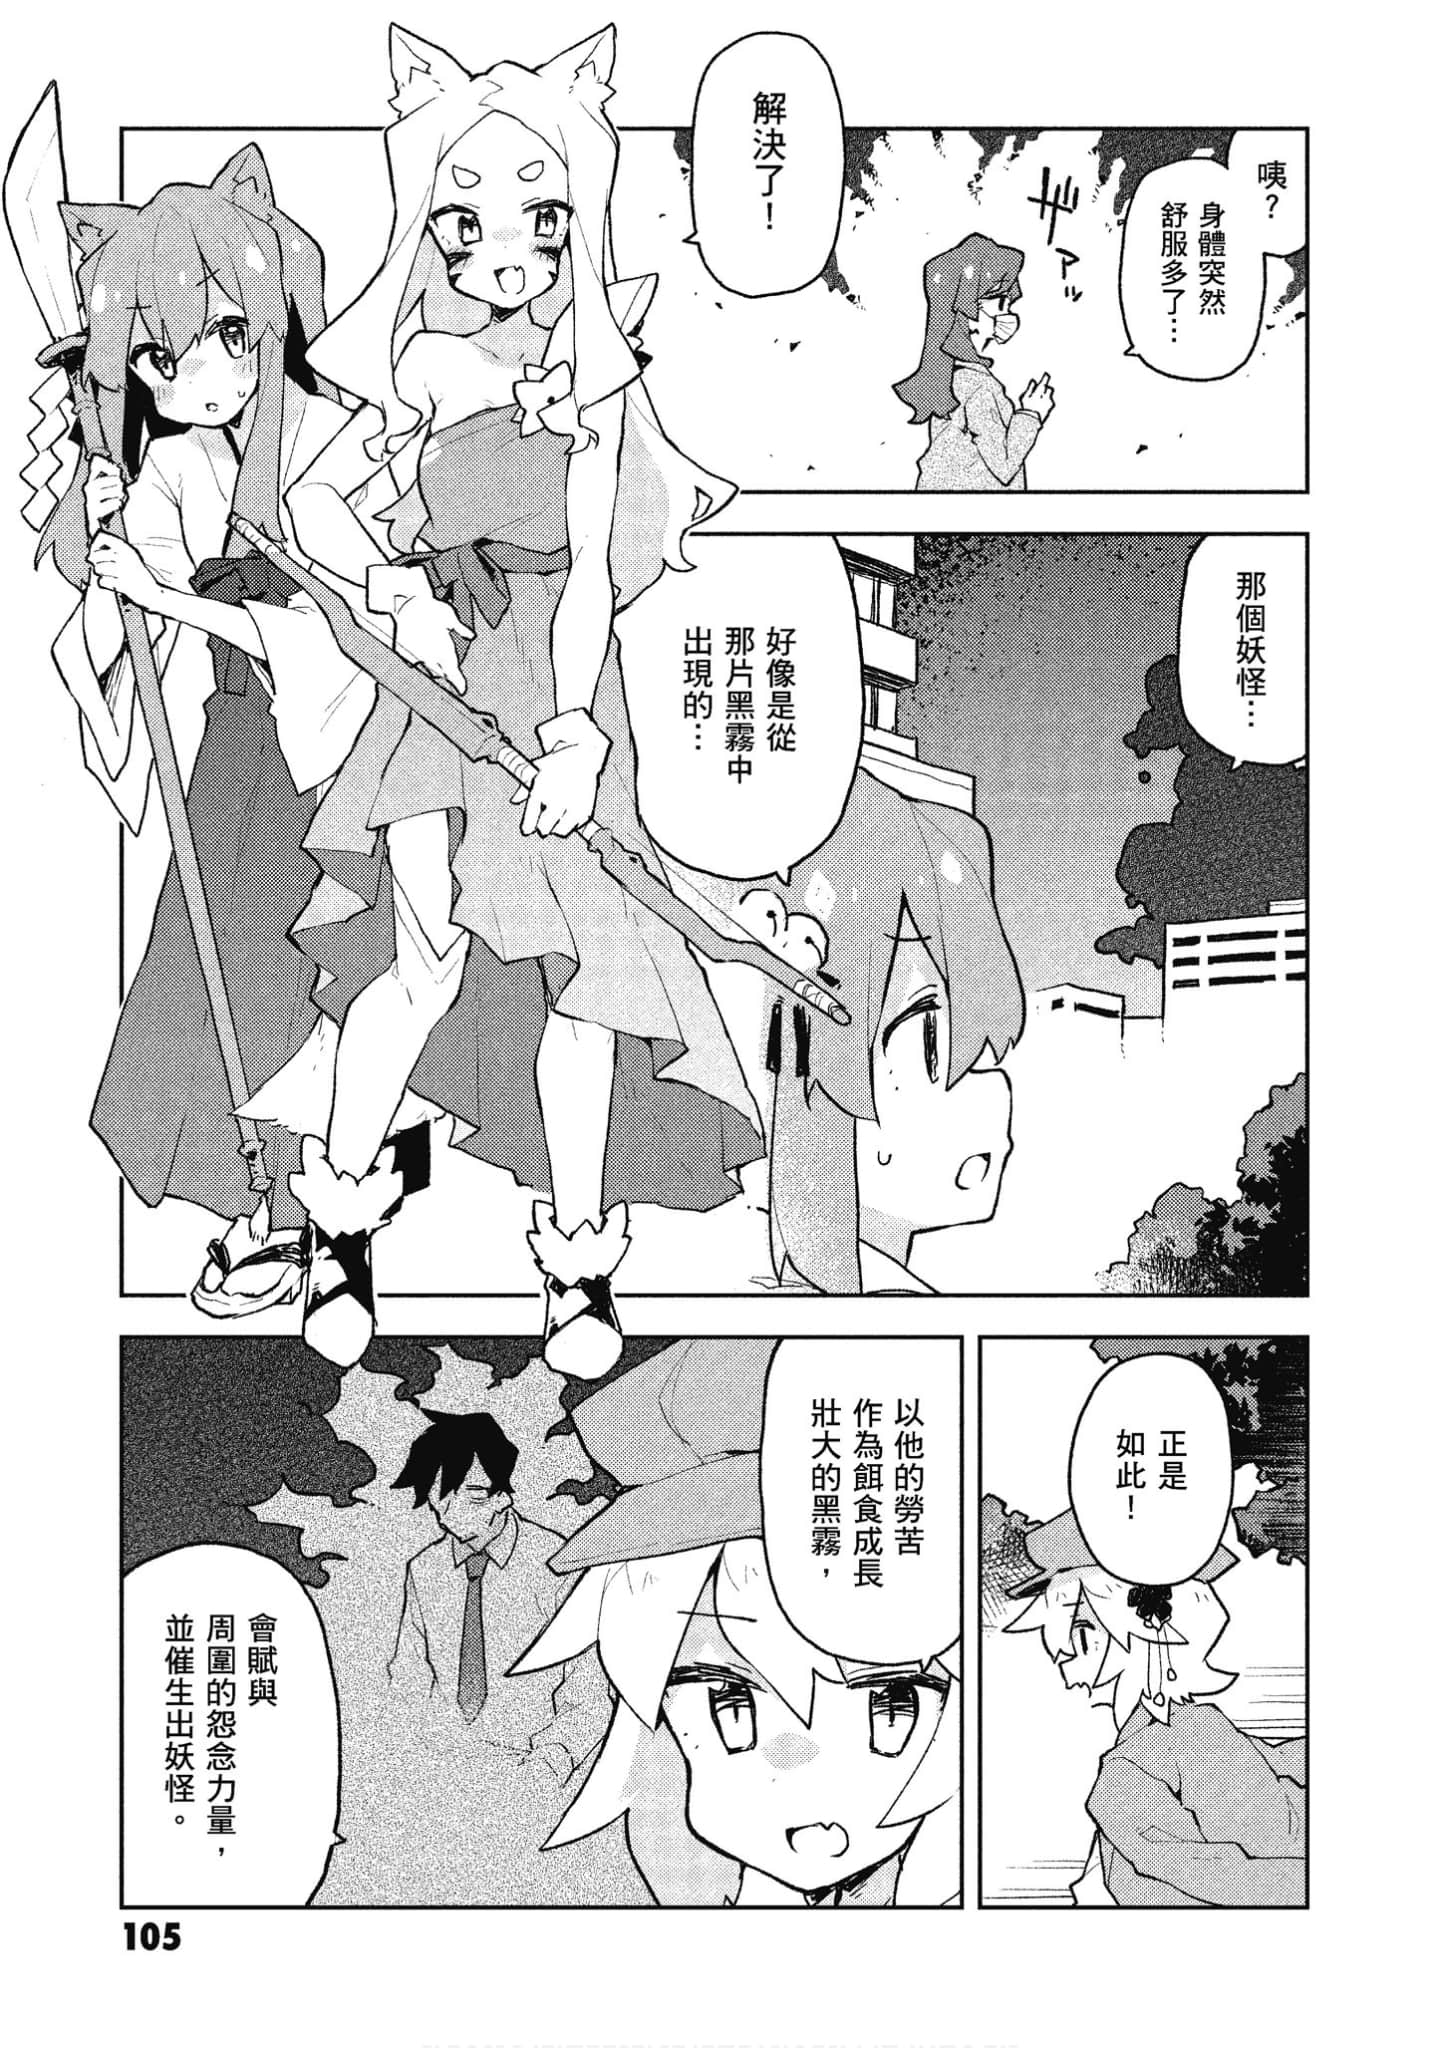 咦？
身體突然
舒服多了…
ザァッ
解決了！
那個妖怪…
好像是從
那片黑霧中
出現的…
正是
如此！
以他的勞苦
作為餌食成長
壯大的黑霧，
會賦與
周圍的怨念力量，
並催生出妖怪。
105